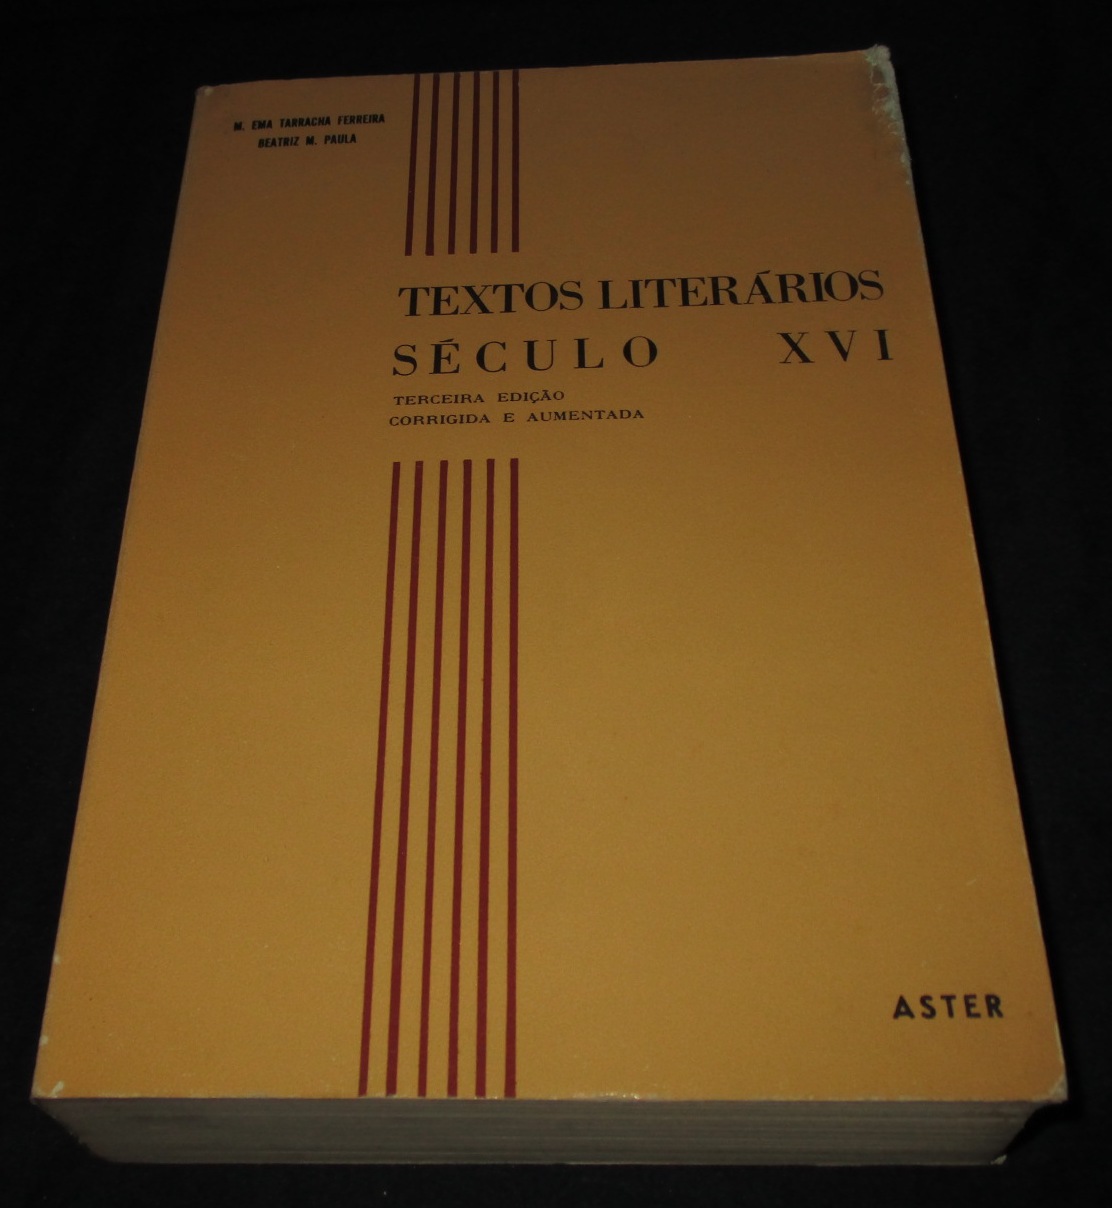 M. EMA TARRACHA FERREIRA
BEATRIZ M. PAULA
TEXTOS LITERÁRIOS
SÉCULO XVI
TERCEIRA EDIÇÃO
CORRIGIDA E AUMENTADA
ASTER